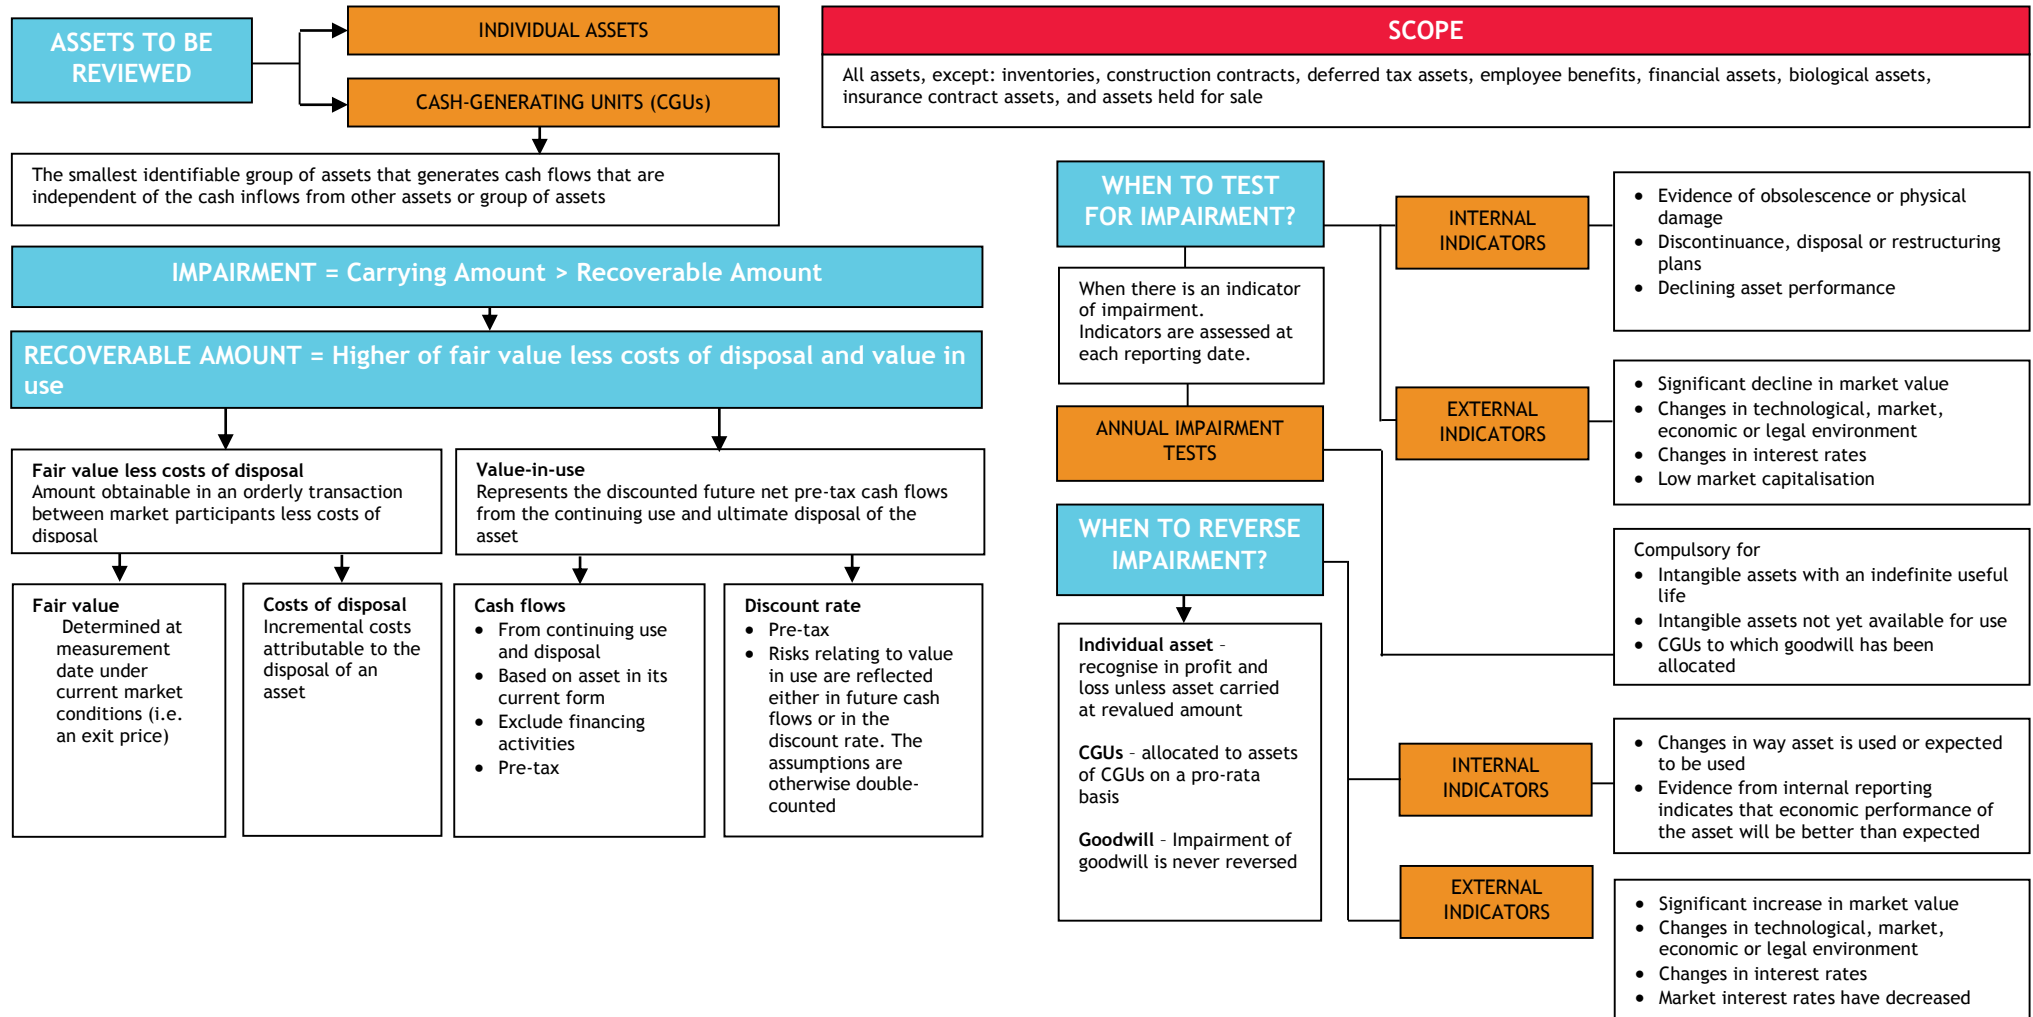 ASSETS TO BE
REVIEWED
INDIVIDUAL ASSETS
CASH-GENERATING UNITS (CGUs)
The smallest identifiable group of assets that generates cash flows that are
independent of the cash inflows from other assets or group of assets
SCOPE
All assets, except: inventories, construction contracts, deferred tax assets, employee benefits, financial assets, biological assets,
insurance contract assets, and assets held for sale
IMPAIRMENT = Carrying Amount > Recoverable Amount
RECOVERABLE AMOUNT = Higher of fair value less costs of disposal and value in
use
Fair value less costs of disposal
Amount obtainable in an orderly transaction
between market participants less costs of
disposal
Value-in-use
Represents the discounted future net pre-tax cash flows
from the continuing use and ultimate disposal of the
asset
Fair value
Determined at
measurement
date under
current market
conditions (i.e.
an exit price)
Costs of disposal
Incremental costs
attributable to the
disposal of an
asset
Cash flows
• From continuing use
and disposal
• Based on asset in its
current form
• Exclude financing
activities
• Pre-tax
Discount rate
• Pre-tax
• Risks relating to value
in use are reflected
either in future cash
flows or in the
discount rate. The
assumptions are
otherwise double-
counted
WHEN TO TEST
FOR IMPAIRMENT?
When there is an indicator
of impairment.
Indicators are assessed at
each reporting date.
INTERNAL
INDICATORS
• Evidence of obsolescence or physical
damage
• Discontinuance, disposal or restructuring
plans
• Declining asset performance
EXTERNAL
INDICATORS
• Significant decline in market value
• Changes in technological, market,
economic or legal environment
• Changes in interest rates
• Low market capitalisation
ANNUAL IMPAIRMENT
TESTS
Compulsory for
• Intangible assets with an indefinite useful
life
• Intangible assets not yet available for use
• CGUs to which goodwill has been
allocated
WHEN TO REVERSE
IMPAIRMENT?
Individual asset –
recognise in profit and
loss unless asset carried
at revalued amount
CGUs – allocated to assets
of CGUs on a pro-rata
basis
Goodwill – Impairment of
goodwill is never reversed
INTERNAL
INDICATORS
• Changes in way asset is used or expected
to be used
• Evidence from internal reporting
indicates that economic performance of
the asset will be better than expected
EXTERNAL
INDICATORS
• Significant increase in market value
• Changes in technological, market,
economic or legal environment
• Changes in interest rates
• Market interest rates have decreased